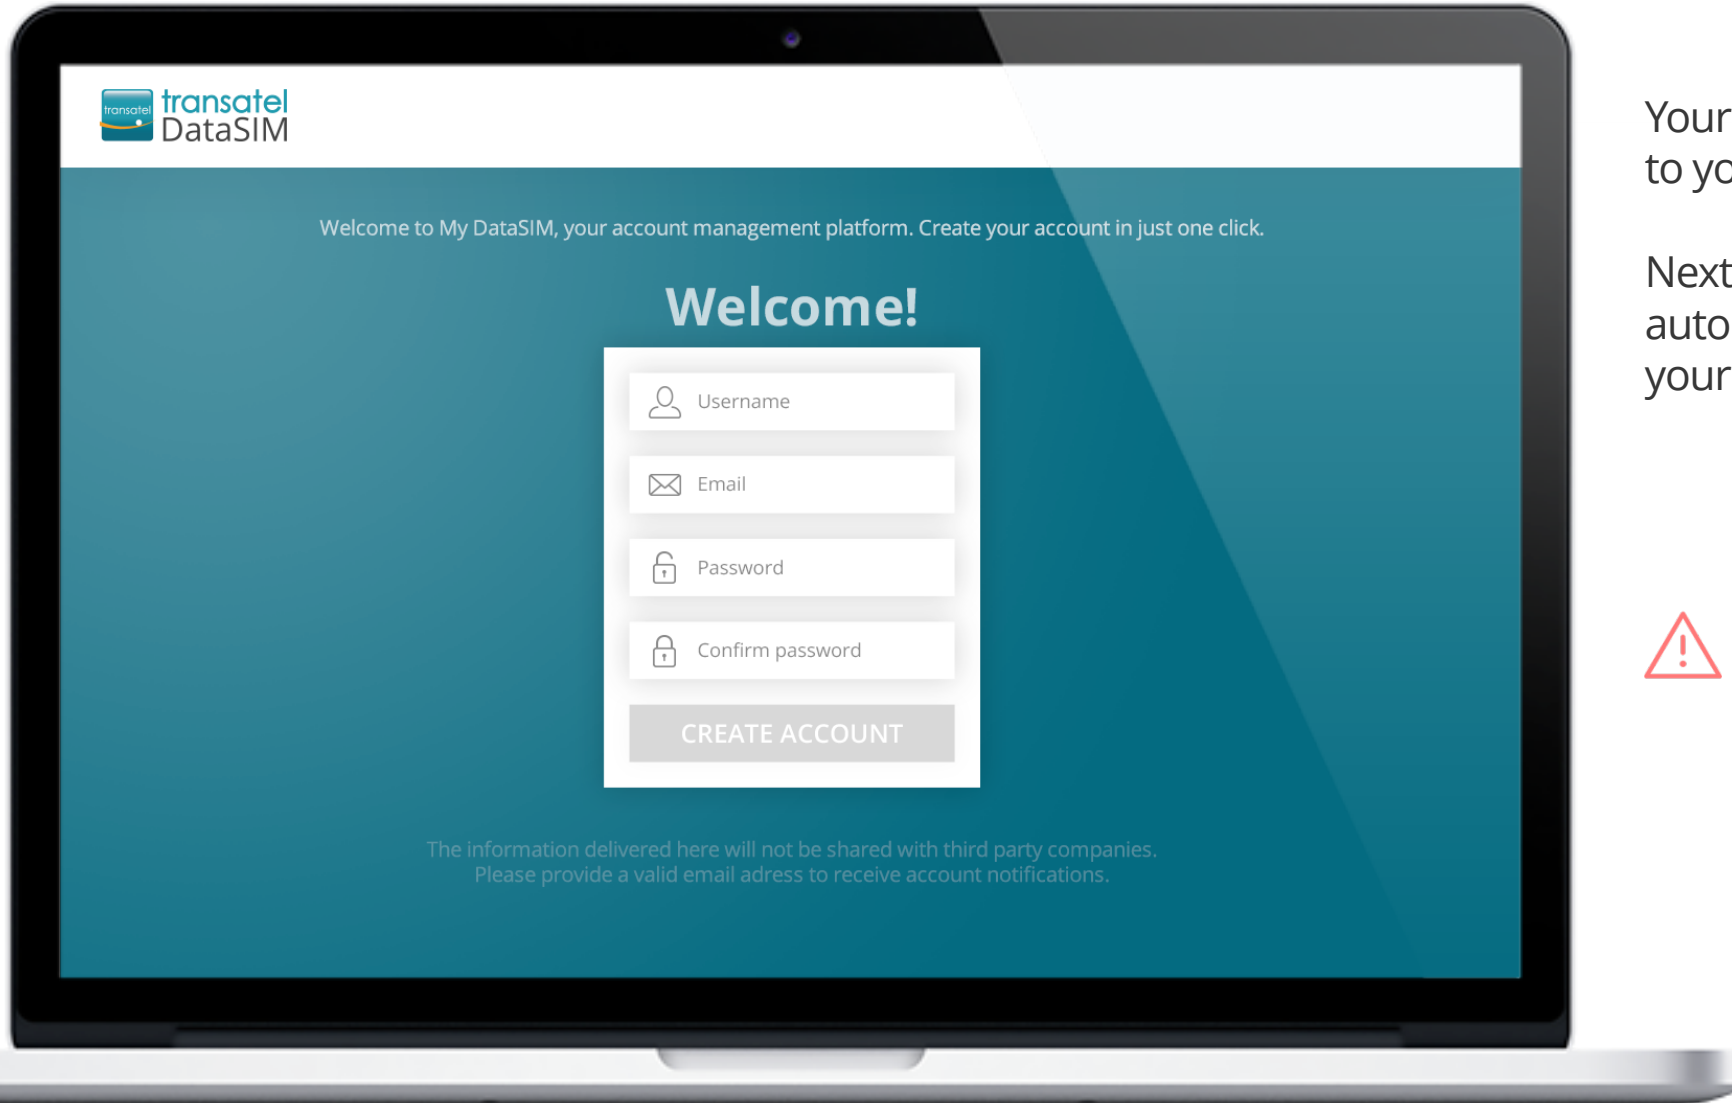 transatel
transatel
DataSIM
Welcome to My DataSIM, your account management platform. Create your account in just one click.
Welcome!
Username
Email
Password
Confirm password
CREATE ACCOUNT
The information delivered here will not be shared with third party companies.
Please provide a valid email adress to receive account notifications.
Your
to yo
Next
auto
your